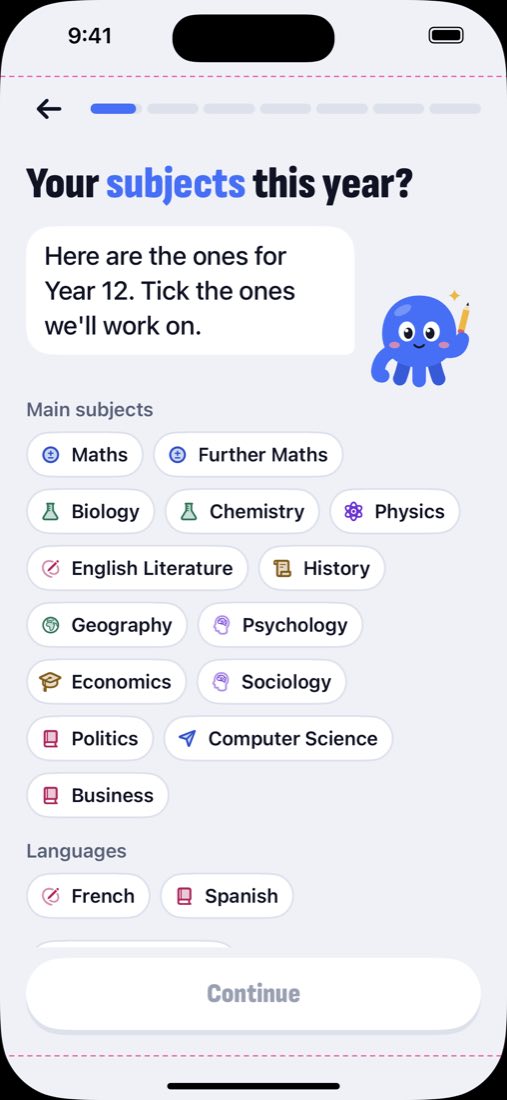 9:41
Your subjects this year?
Here are the ones for
Year 12. Tick the ones
we'll work on.
Main subjects
Maths Further Maths
Biology Chemistry Physics
English Literature History
Geography Psychology
Economics Sociology
Politics Computer Science
Business
Languages
French Spanish
Continue